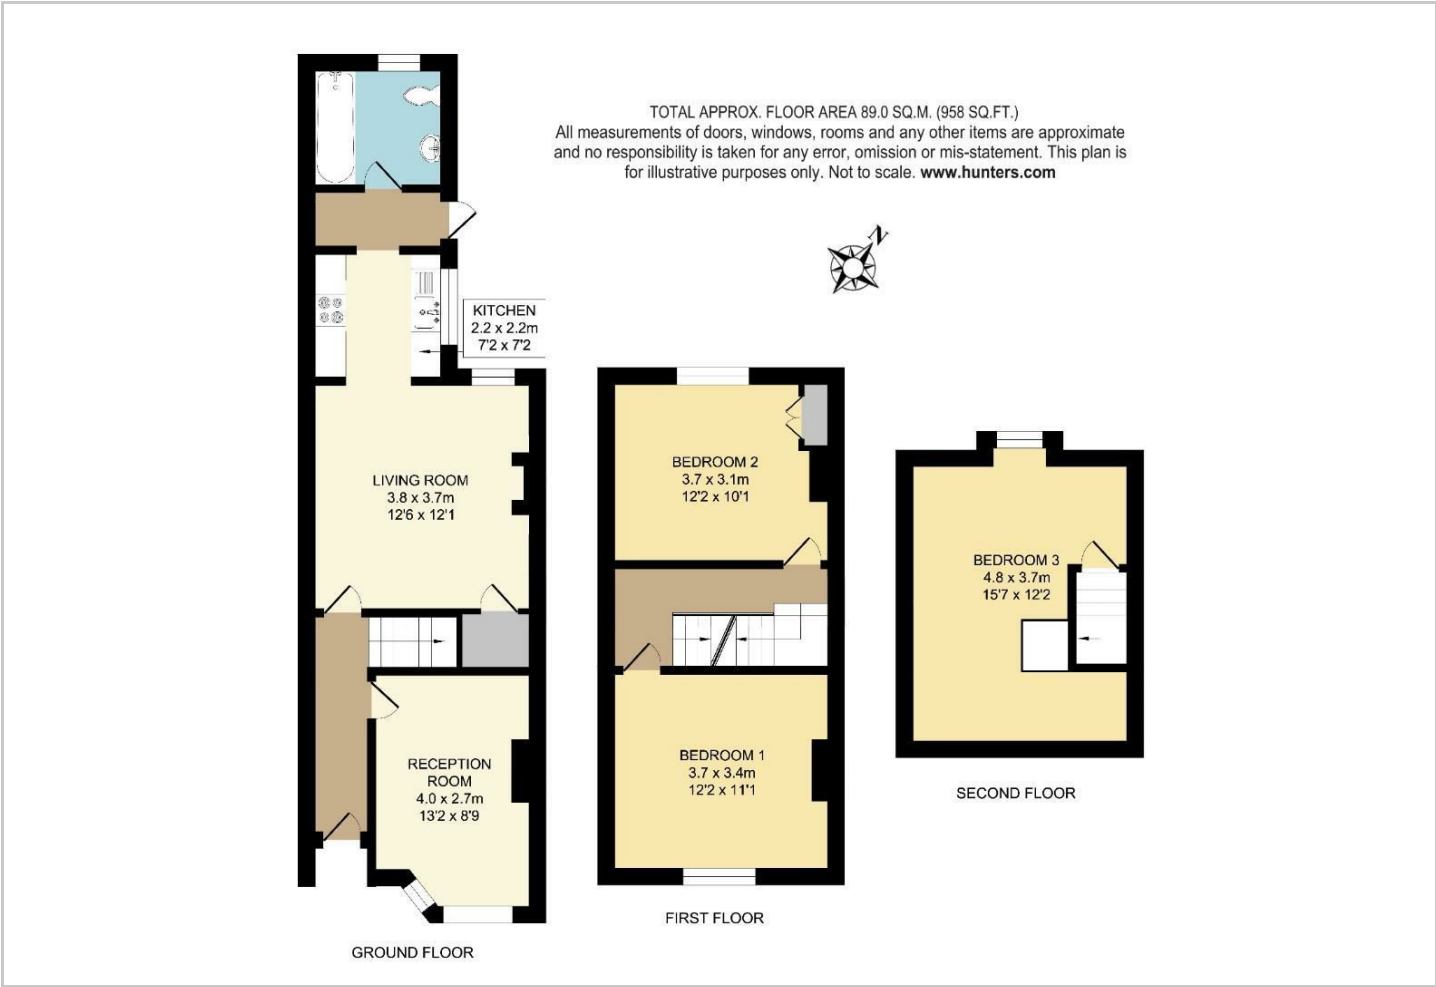 TOTAL APPROX. FLOOR AREA 89.0 SQ.M. (958 SQ.FT.)
All measurements of doors, windows, rooms and any other items are approximate
and no responsibility is taken for any error, omission or mis-statement. This plan is
for illustrative purposes only. Not to scale. www.hunters.com
N
KITCHEN
2.2 x 2.2m
7'2 x 7'2
LIVING ROOM
3.8 x 3.7m
12'6 x 12'1
RECEPTION
ROOM
4.0 x 2.7m
13'2 x 8'9
GROUND FLOOR
BEDROOM 2
3.7 x 3.1m
12'2 x 10'1
BEDROOM 1
3.7 x 3.4m
12'2 x 11'1
FIRST FLOOR
BEDROOM 3
4.8 x 3.7m
15'7 x 12'2
SECOND FLOOR